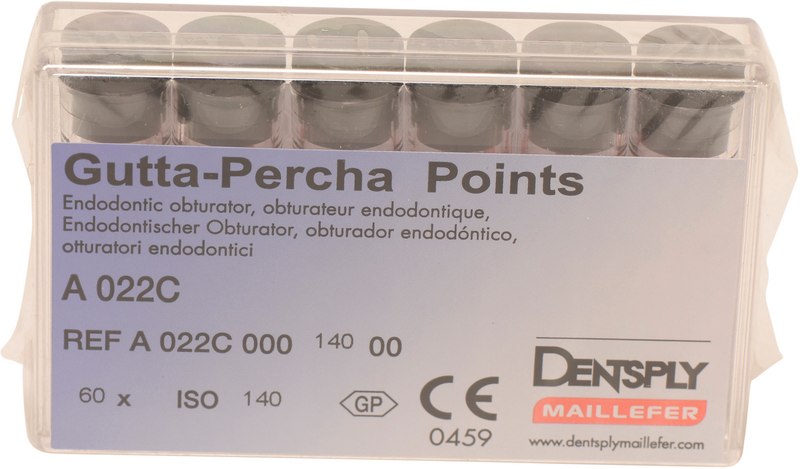 Gutta-Percha Points
Endodontic obturator, obturateur endodontique,
Endodontischer Obturator, obturador endodóntico,
otturatori endodontici
A 022C
REF A 022C 000 140 00
60 x ISO 140
GP
CE
0459
DENTSPLY
MAILLEFER
www.dentsplymaillefer.com